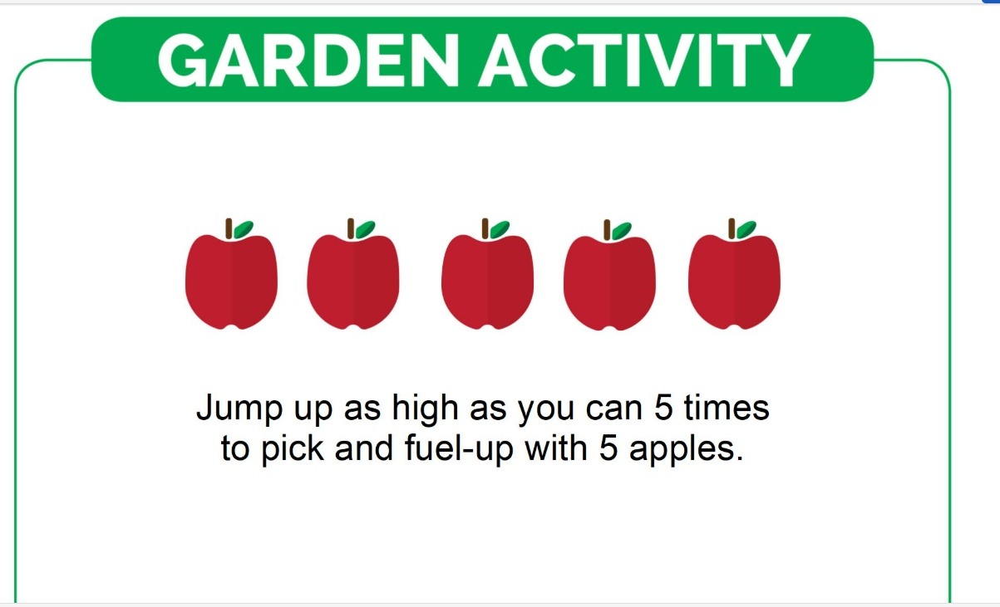 GARDEN ACTIVITY
Jump up as high as you can 5 times
to pick and fuel-up with 5 apples.